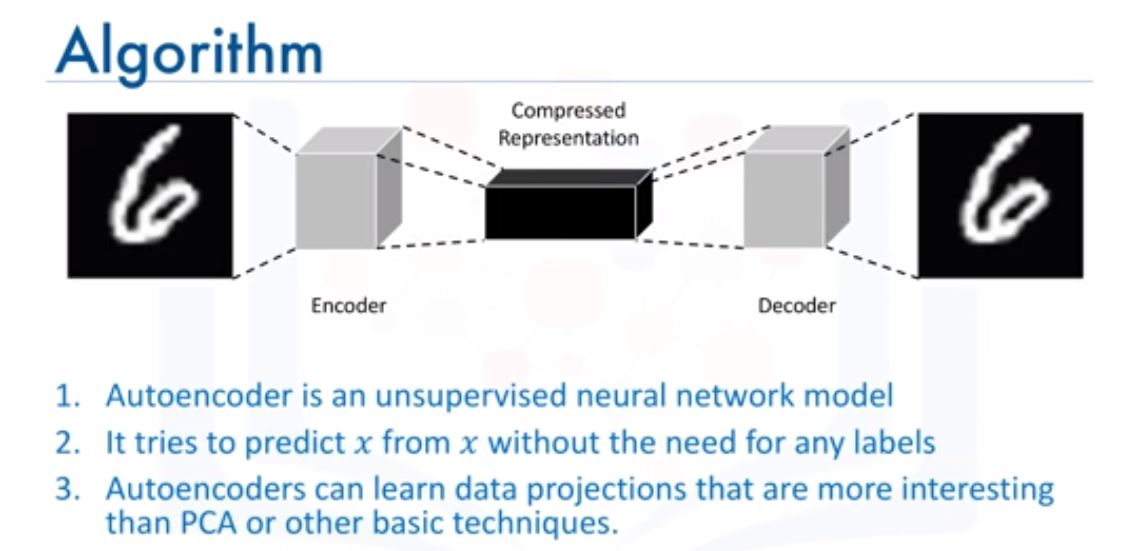 Algorithm
Compressed
Representation
Encoder
Decoder
1. Autoencoder is an unsupervised neural network model
2. It tries to predict x from x without the need for any labels
3. Autoencoders can learn data projections that are more interesting
than PCA or other basic techniques.